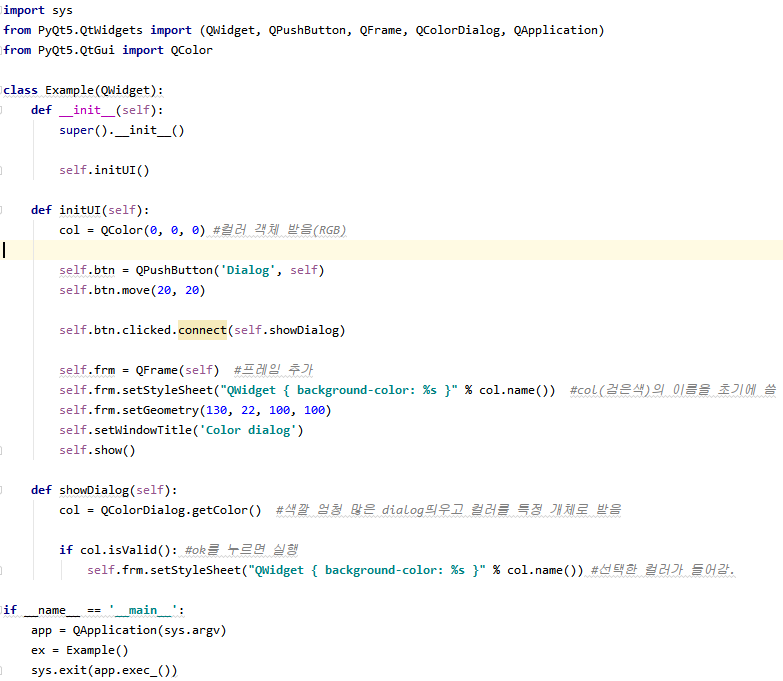 import sys
from PyQt5.QtWidgets import (QWidget, QPushButton, QFrame, QColorDialog, QApplication)
from PyQt5.QtGui import QColor
class Example(QWidget):
    def __init__(self):
        super().__init__()
        self.initUI()
    def initUI(self):
        col = QColor(0, 0, 0) #컬러 객체 받음(RGB)
        self.btn = QPushButton('Dialog', self)
        self.btn.move(20, 20)
        self.btn.clicked.connect(self.showDialog)
        self.frm = QFrame(self)  #프레임 추가
        self.frm.setStyleSheet("QWidget { background-color: %s }" % col.name())  #col(검은색)의 이름을 초기에 씀
        self.frm.setGeometry(130, 22, 100, 100)
        self.setWindowTitle('Color dialog')
        self.show()
    def showDialog(self):
        col = QColorDialog.getColor()  #색깔 엄청 많은 dialog띄우고 컬러를 특정 개체로 받음
        if col.isValid(): #ok를 누르면 실행
            self.frm.setStyleSheet("QWidget { background-color: %s }" % col.name()) #선택한 컬러가 들어감.
if __name__ == '__main__':
    app = QApplication(sys.argv)
    ex = Example()
    sys.exit(app.exec_())